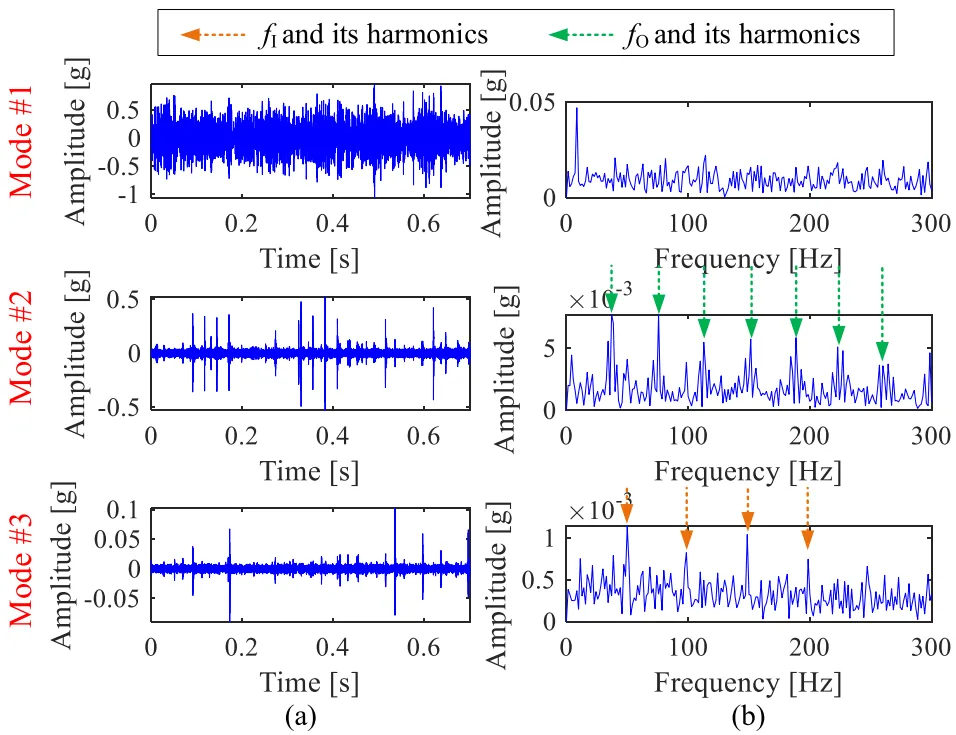 fI and its harmonics fO and its harmonics
Mode #1
Amplitude [g]
0.5
0
-0.5
-1
0 0.2 0.4 0.6
Time [s]
Amplitude [g]
0.05
0
0 100 200 300
Frequency [Hz]
Mode #2
Amplitude [g]
0.5
0
-0.5
0 0.2 0.4 0.6
Time [s]
Amplitude [g]
×10-3
5
0
0 100 200 300
Frequency [Hz]
Mode #3
Amplitude [g]
0.1
0.05
0
-0.05
0 0.2 0.4 0.6
Time [s]
Amplitude [g]
×10-3
1
0.5
0
0 100 200 300
Frequency [Hz]
(a) (b)